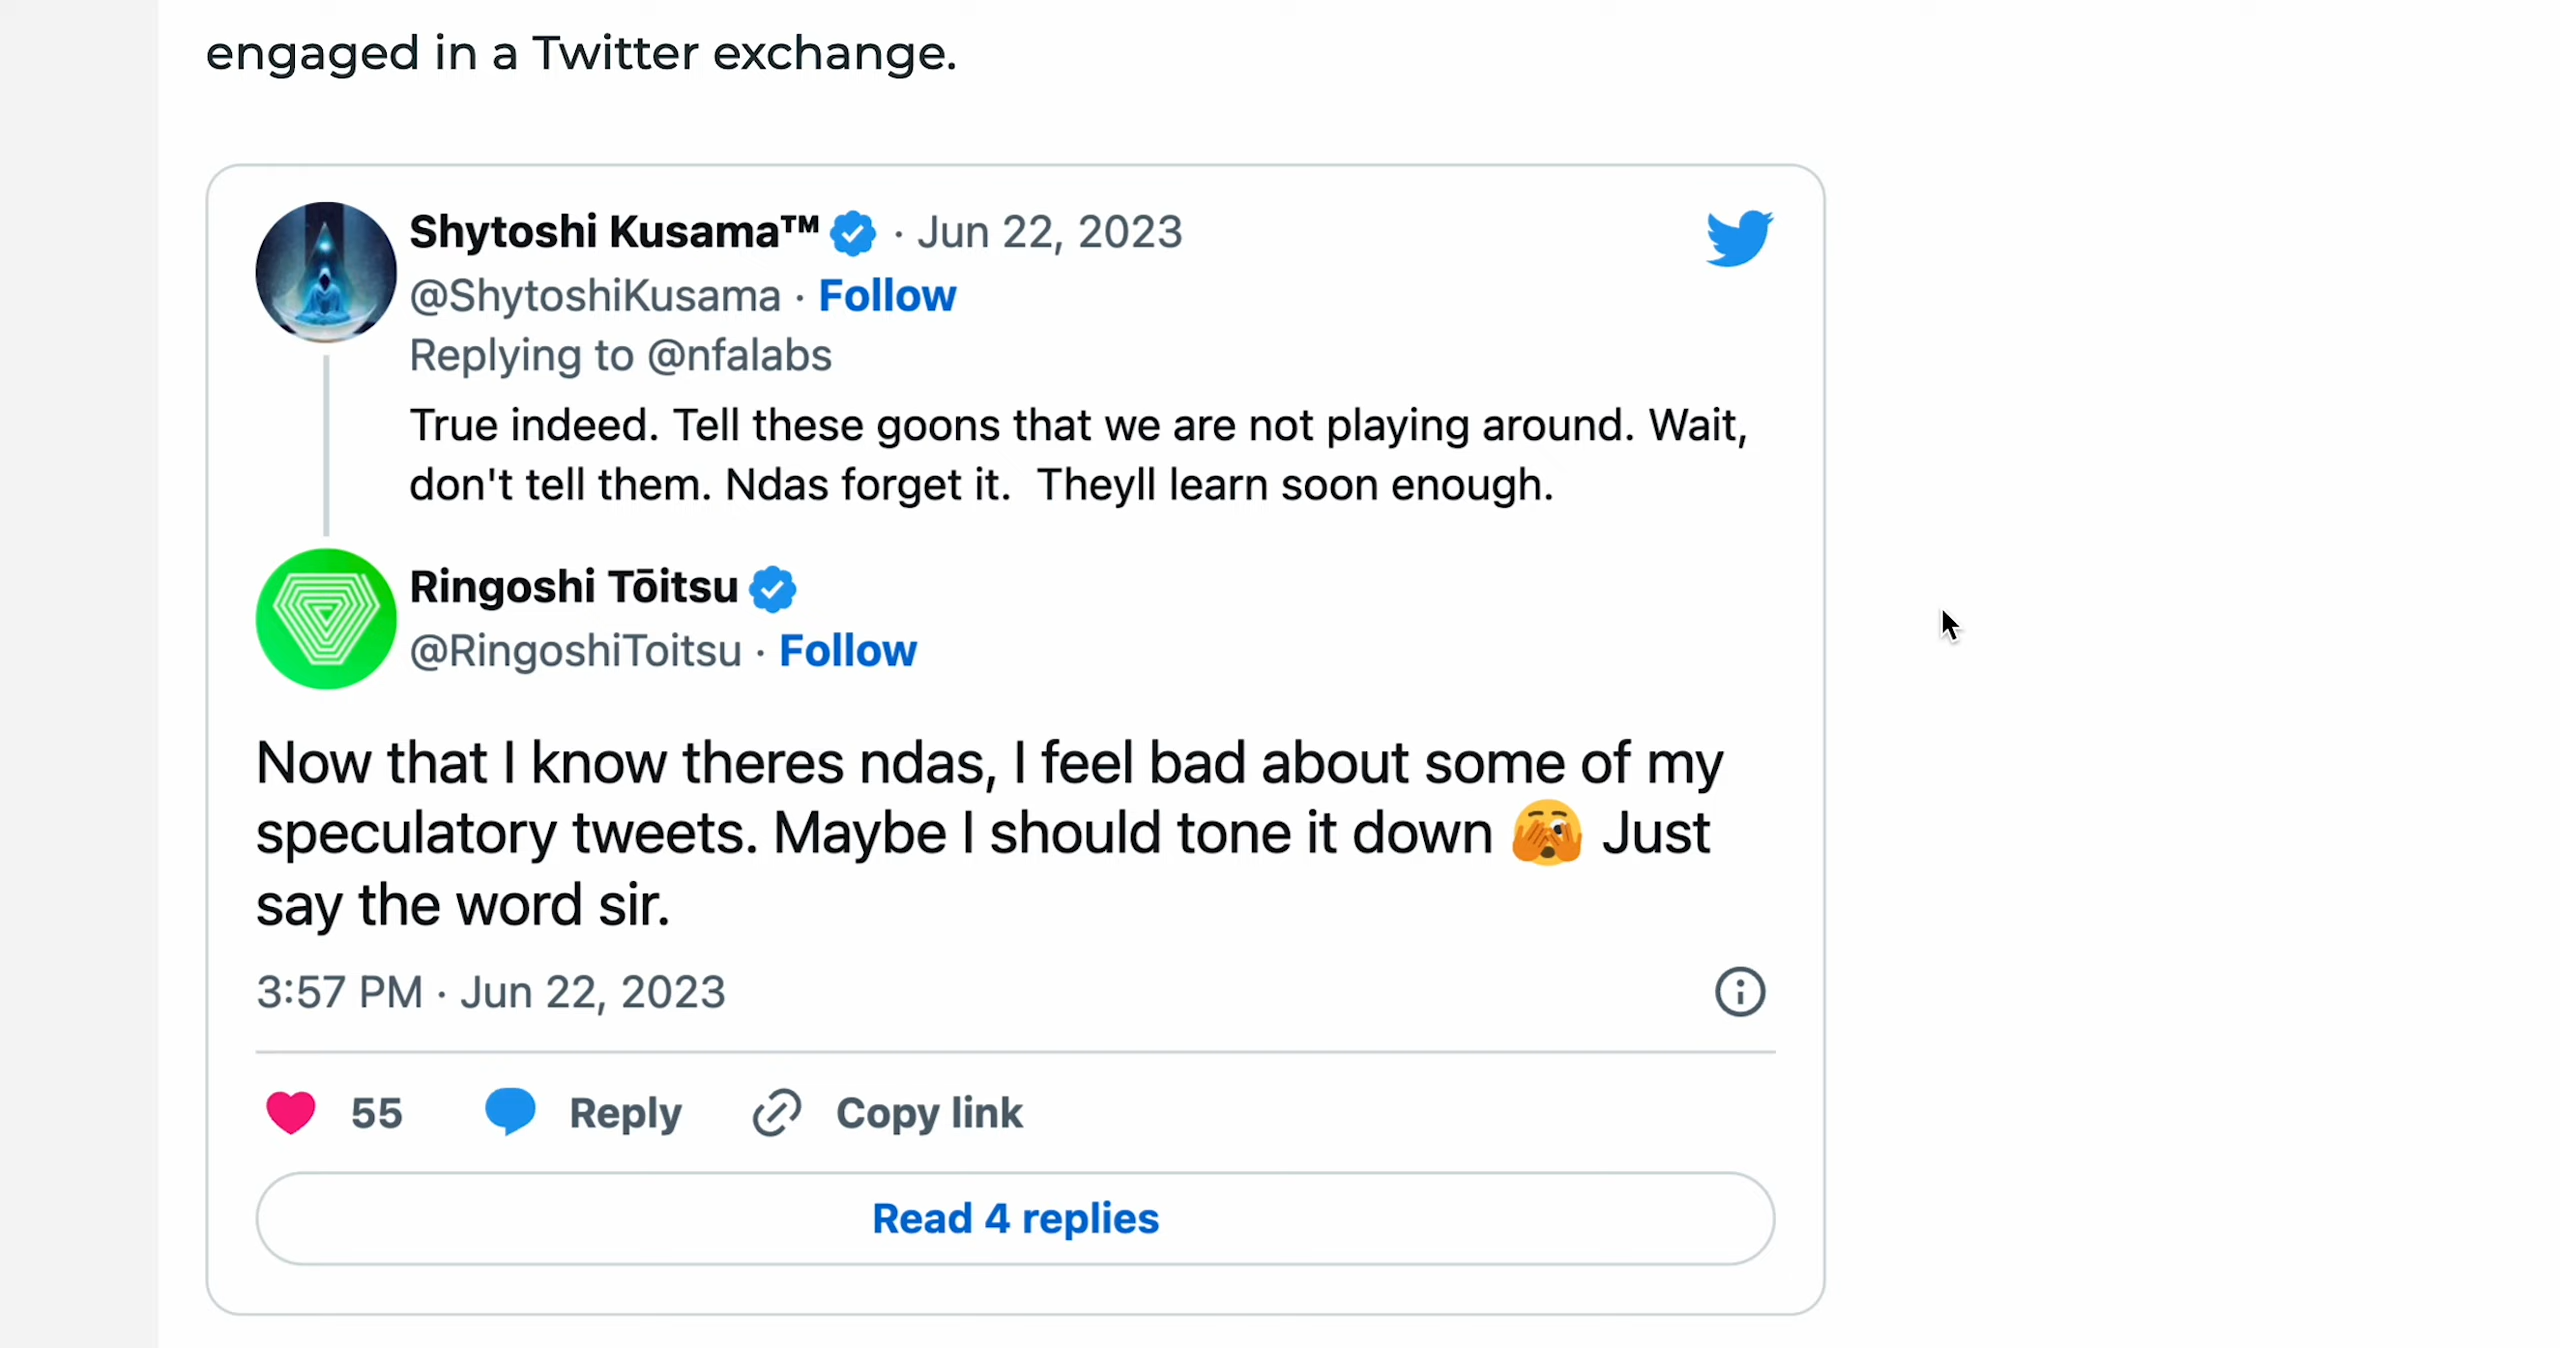 engaged in a Twitter exchange.
Shytoshi Kusama™ · Jun 22, 2023
@ShytoshiKusama · Follow
Replying to @nfalabs
True indeed. Tell these goons that we are not playing around. Wait,
don't tell them. Ndas forget it.  Theyll learn soon enough.
Ringoshi Tōitsu
@RingoshiToitsu · Follow
Now that I know theres ndas, I feel bad about some of my
speculatory tweets. Maybe I should tone it down 🫣 Just
say the word sir.
3:57 PM · Jun 22, 2023
55 Reply Copy link
Read 4 replies